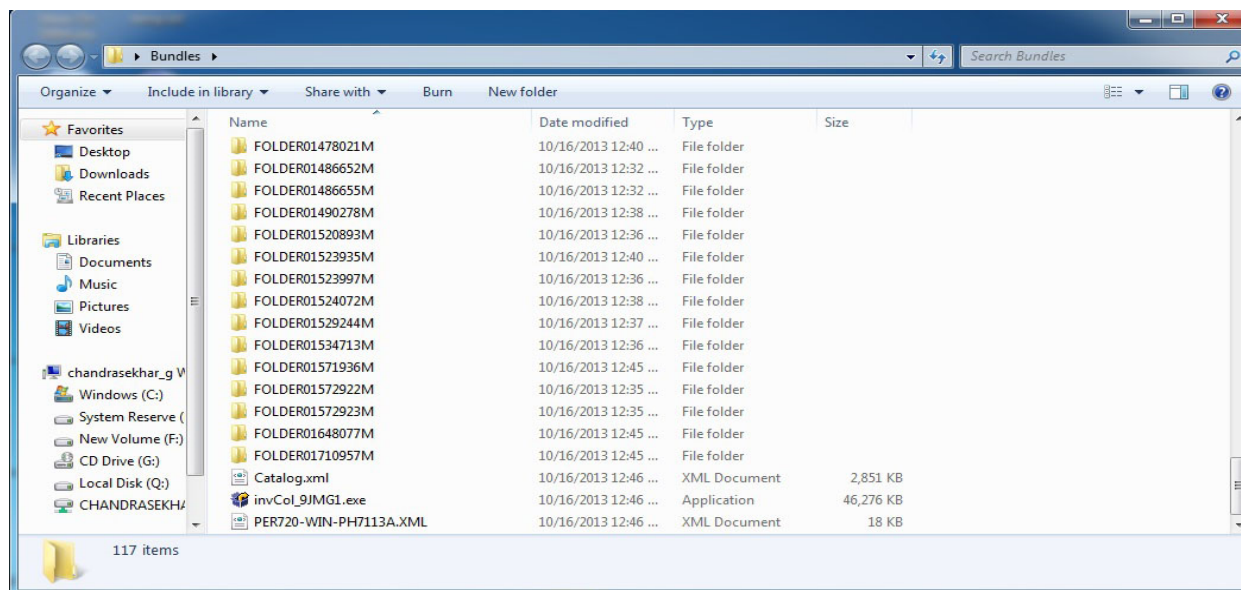 Bundles
Search Bundles
Organize Include in library Share with Burn New folder
Name Date modified Type Size
Favorites
Desktop
Downloads
Recent Places
Libraries
Documents
Music
Pictures
Videos
chandrasekhar_g W
Windows (C:)
System Reserve (
New Volume (F:)
CD Drive (G:)
Local Disk (Q:)
CHANDRASEKHA
FOLDER01478021M 10/16/2013 12:40 ... File folder
FOLDER01486652M 10/16/2013 12:32 ... File folder
FOLDER01486655M 10/16/2013 12:32 ... File folder
FOLDER01490278M 10/16/2013 12:38 ... File folder
FOLDER01520893M 10/16/2013 12:36 ... File folder
FOLDER01523935M 10/16/2013 12:40 ... File folder
FOLDER01523997M 10/16/2013 12:36 ... File folder
FOLDER01524072M 10/16/2013 12:38 ... File folder
FOLDER01529244M 10/16/2013 12:37 ... File folder
FOLDER01534713M 10/16/2013 12:36 ... File folder
FOLDER01571936M 10/16/2013 12:45 ... File folder
FOLDER01572922M 10/16/2013 12:35 ... File folder
FOLDER01572923M 10/16/2013 12:35 ... File folder
FOLDER01648077M 10/16/2013 12:45 ... File folder
FOLDER01710957M 10/16/2013 12:45 ... File folder
Catalog.xml 10/16/2013 12:46 ... XML Document 2,851 KB
invCol_9JMG1.exe 10/16/2013 12:46 ... Application 46,276 KB
PER720-WIN-PH7113A.XML 10/16/2013 12:46 ... XML Document 18 KB
117 items